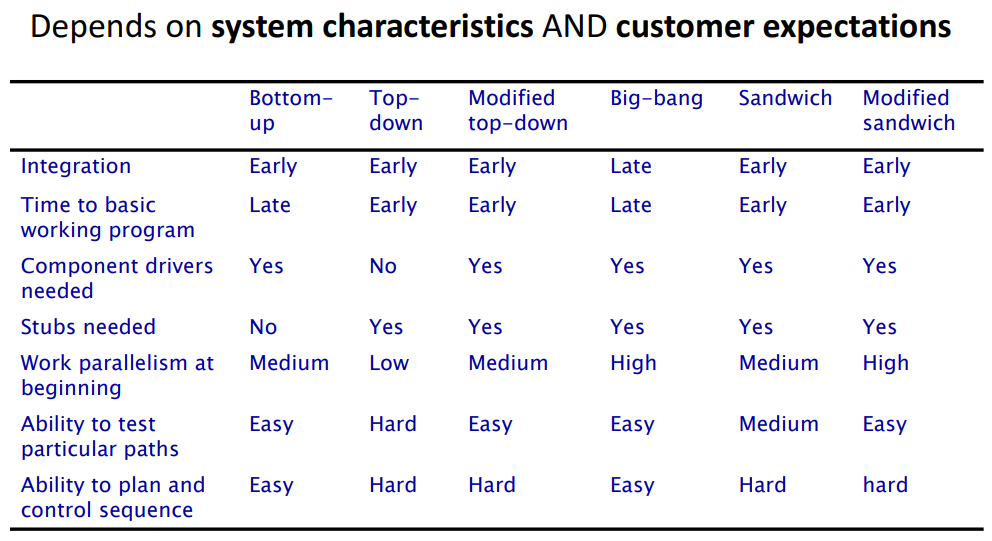 Depends on system characteristics AND customer expectations
Bottom- Top- Modified Big-bang Sandwich Modified
up down top-down sandwich
Integration Early Early Early Late Early Early
Time to basic Late Early Early Late Early Early
working program
Component drivers Yes No Yes Yes Yes Yes
needed
Stubs needed No Yes Yes Yes Yes Yes
Work parallelism at Medium Low Medium High Medium High
beginning
Ability to test Easy Hard Easy Easy Medium Easy
particular paths
Ability to plan and Easy Hard Hard Easy Hard hard
control sequence